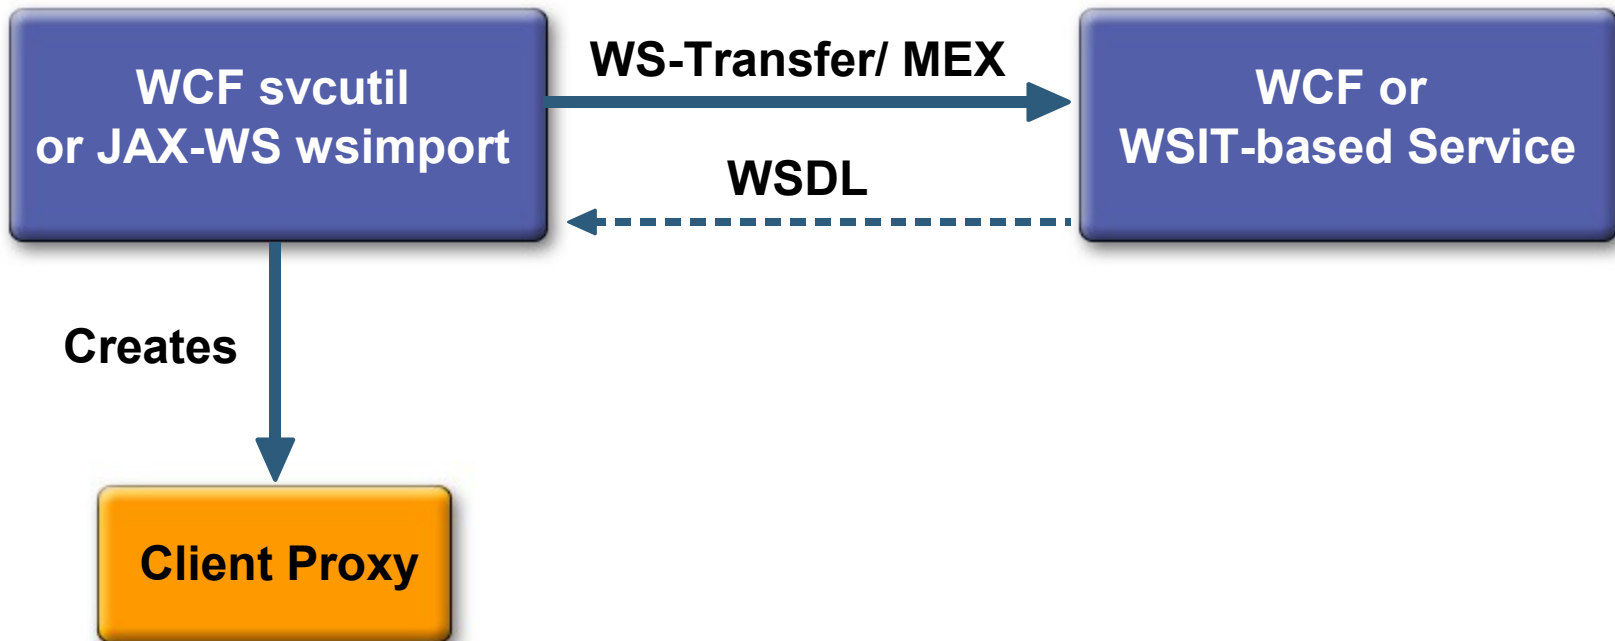 WCF svcutil
or JAX-WS wsimport
WS-Transfer/ MEX
WCF or
WSIT-based Service
WSDL
Creates
Client Proxy